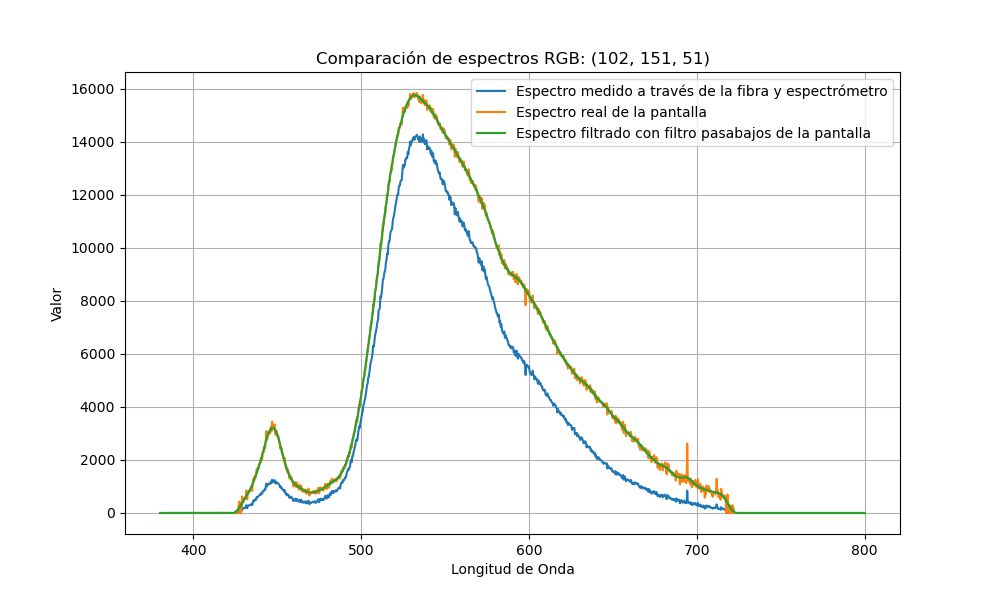 Comparación de espectros RGB: (102, 151, 51)
Espectro medido a través de la fibra y espectrómetro
Espectro real de la pantalla
Espectro filtrado con filtro pasabajos de la pantalla
16000
14000
12000
10000
8000
6000
4000
2000
0
Valor
400
500
600
700
800
Longitud de Onda